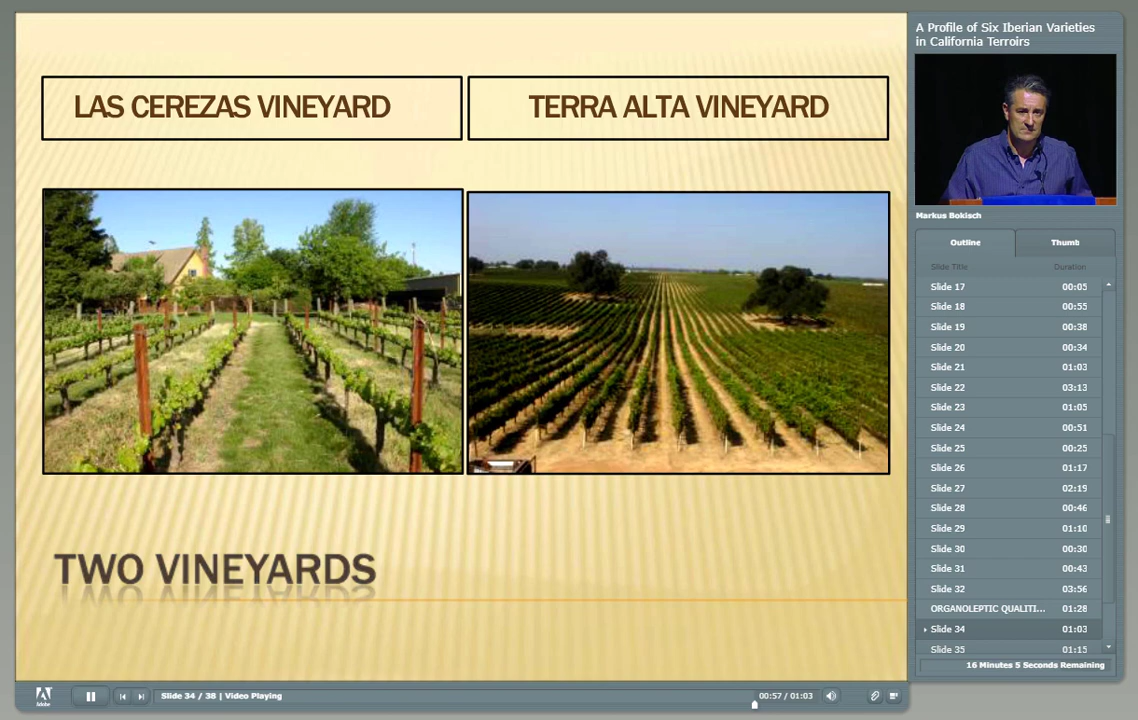 LAS CEREZAS VINEYARD
TERRA ALTA VINEYARD
TWO VINEYARDS
A Profile of Six Iberian Varieties
in California Terroirs
Markus Bokisch
Outline Thumb
Slide Title Duration
Slide 17 00:05
Slide 18 00:55
Slide 19 00:38
Slide 20 00:34
Slide 21 01:03
Slide 22 03:13
Slide 23 01:05
Slide 24 00:51
Slide 25 00:25
Slide 26 01:17
Slide 27 02:19
Slide 28 00:46
Slide 29 01:10
Slide 30 00:30
Slide 31 00:43
Slide 32 03:56
ORGANOLEPTIC QUALITI... 01:28
Slide 34 01:03
Slide 35 01:15
16 Minutes 5 Seconds Remaining
Adobe
Slide 34 / 38 | Video Playing
00:57 / 01:03